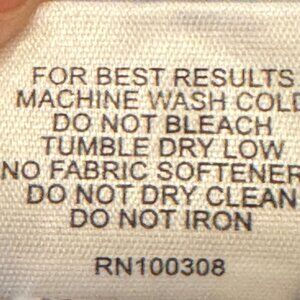 FOR BEST RESULTS
MACHINE WASH COLD
DO NOT BLEACH
TUMBLE DRY LOW
NO FABRIC SOFTENER
DO NOT DRY CLEAN
DO NOT IRON
RN100308